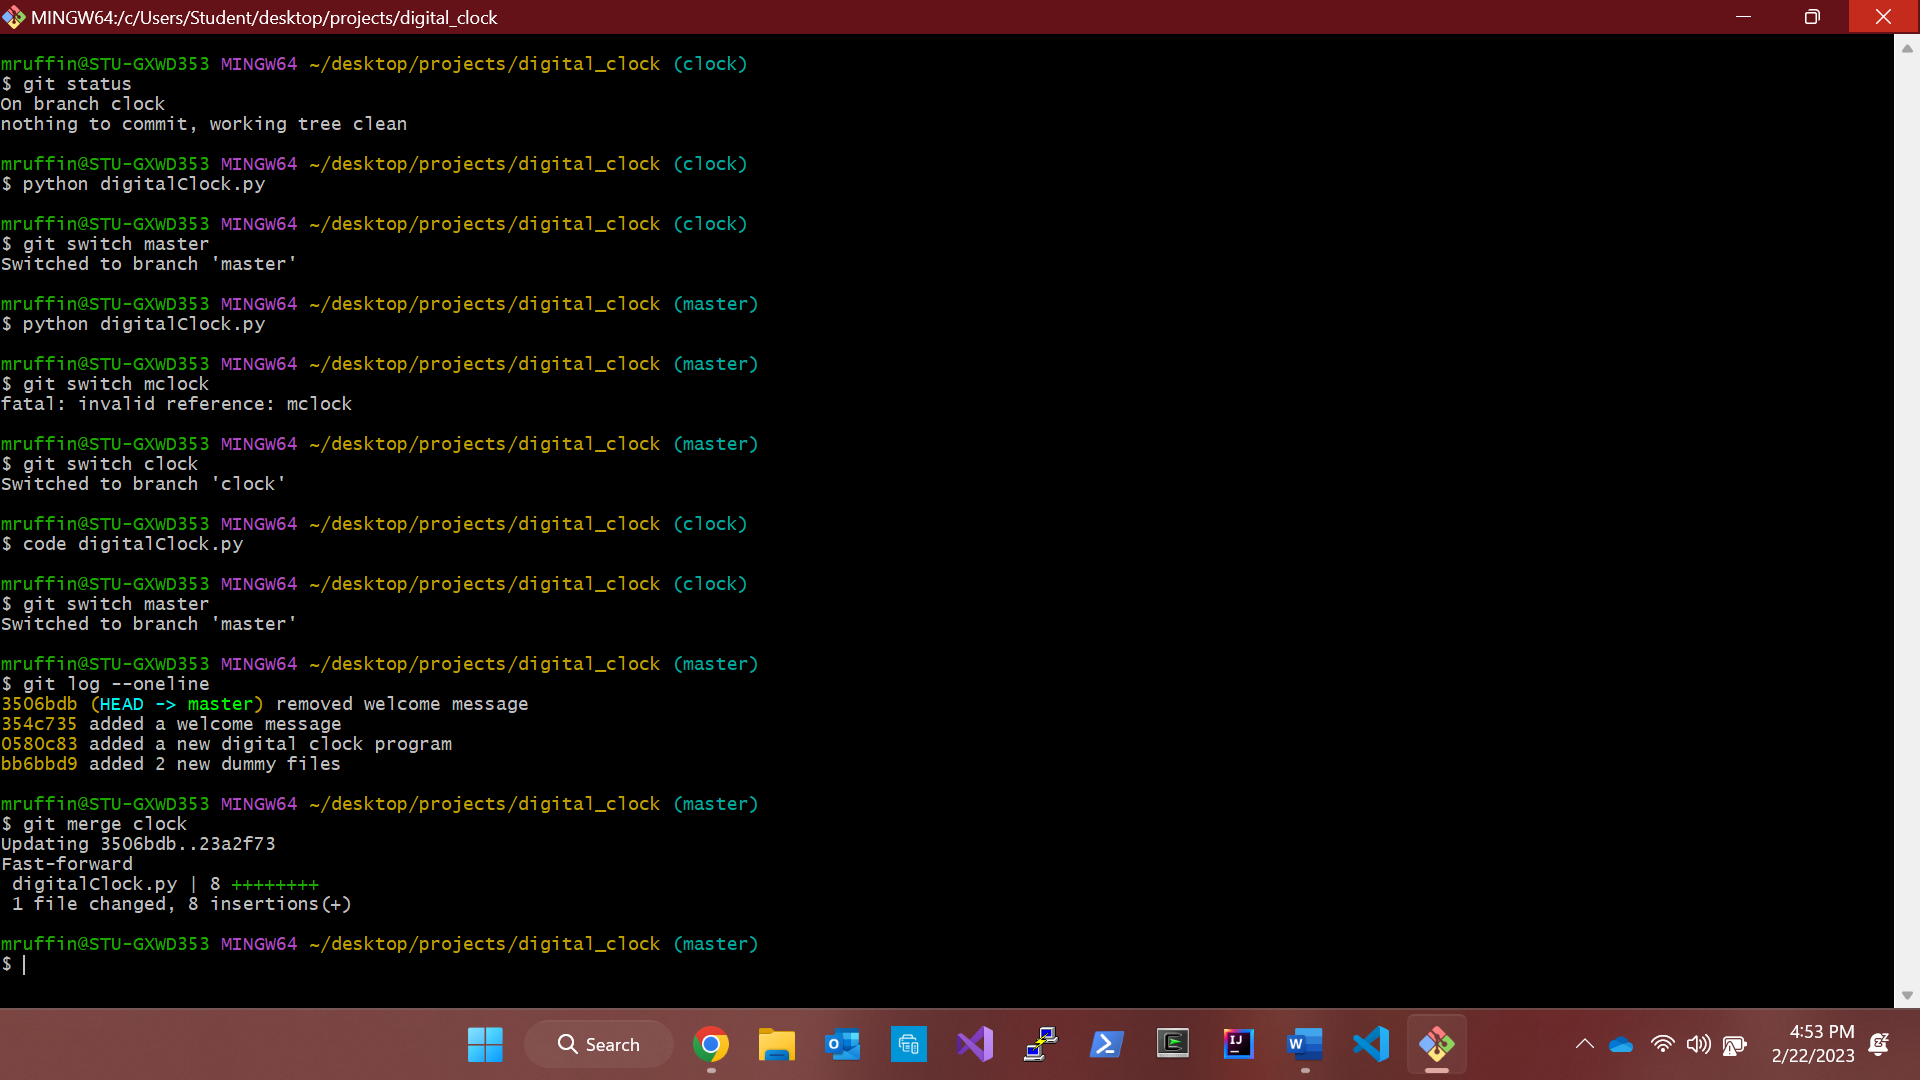 MINGW64:/c/Users/Student/desktop/projects/digital_clock
mruffin@STU-GXWD353 MINGW64 ~/desktop/projects/digital_clock (clock)
$ git status
On branch clock
nothing to commit, working tree clean
mruffin@STU-GXWD353 MINGW64 ~/desktop/projects/digital_clock (clock)
$ python digitalClock.py
mruffin@STU-GXWD353 MINGW64 ~/desktop/projects/digital_clock (clock)
$ git switch master
Switched to branch 'master'
mruffin@STU-GXWD353 MINGW64 ~/desktop/projects/digital_clock (master)
$ python digitalClock.py
mruffin@STU-GXWD353 MINGW64 ~/desktop/projects/digital_clock (master)
$ git switch mclock
fatal: invalid reference: mclock
mruffin@STU-GXWD353 MINGW64 ~/desktop/projects/digital_clock (master)
$ git switch clock
Switched to branch 'clock'
mruffin@STU-GXWD353 MINGW64 ~/desktop/projects/digital_clock (clock)
$ code digitalClock.py
mruffin@STU-GXWD353 MINGW64 ~/desktop/projects/digital_clock (clock)
$ git switch master
Switched to branch 'master'
mruffin@STU-GXWD353 MINGW64 ~/desktop/projects/digital_clock (master)
$ git log --oneline
3506bdb (HEAD -> master) removed welcome message
354c735 added a welcome message
0580c83 added a new digital clock program
bb6bbd9 added 2 new dummy files
mruffin@STU-GXWD353 MINGW64 ~/desktop/projects/digital_clock (master)
$ git merge clock
Updating 3506bdb..23a2f73
Fast-forward
 digitalClock.py | 8 ++++++++
 1 file changed, 8 insertions(+)
mruffin@STU-GXWD353 MINGW64 ~/desktop/projects/digital_clock (master)
$
Search
4:53 PM
2/22/2023